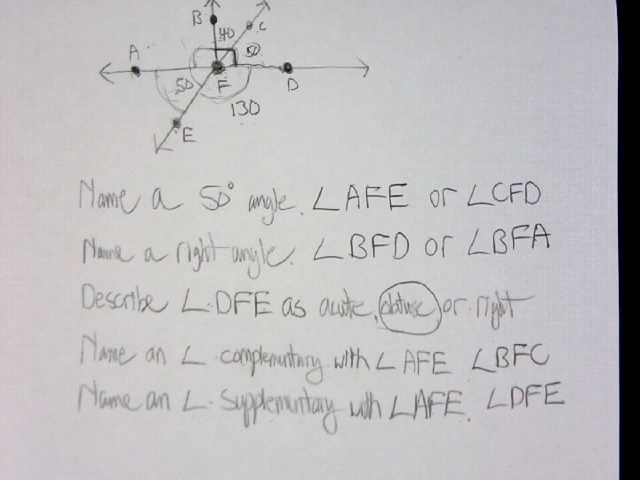 B 40 C
A 50
50 F D
130
E
Name a 50° angle. ∠AFE or ∠CFD
Name a right angle. ∠BFD or ∠BFA
Describe ∠DFE as acute, obtuse or right
Name an ∠ complementary with ∠AFE ∠BFC
Name an ∠ supplementary with ∠AFE. ∠DFE